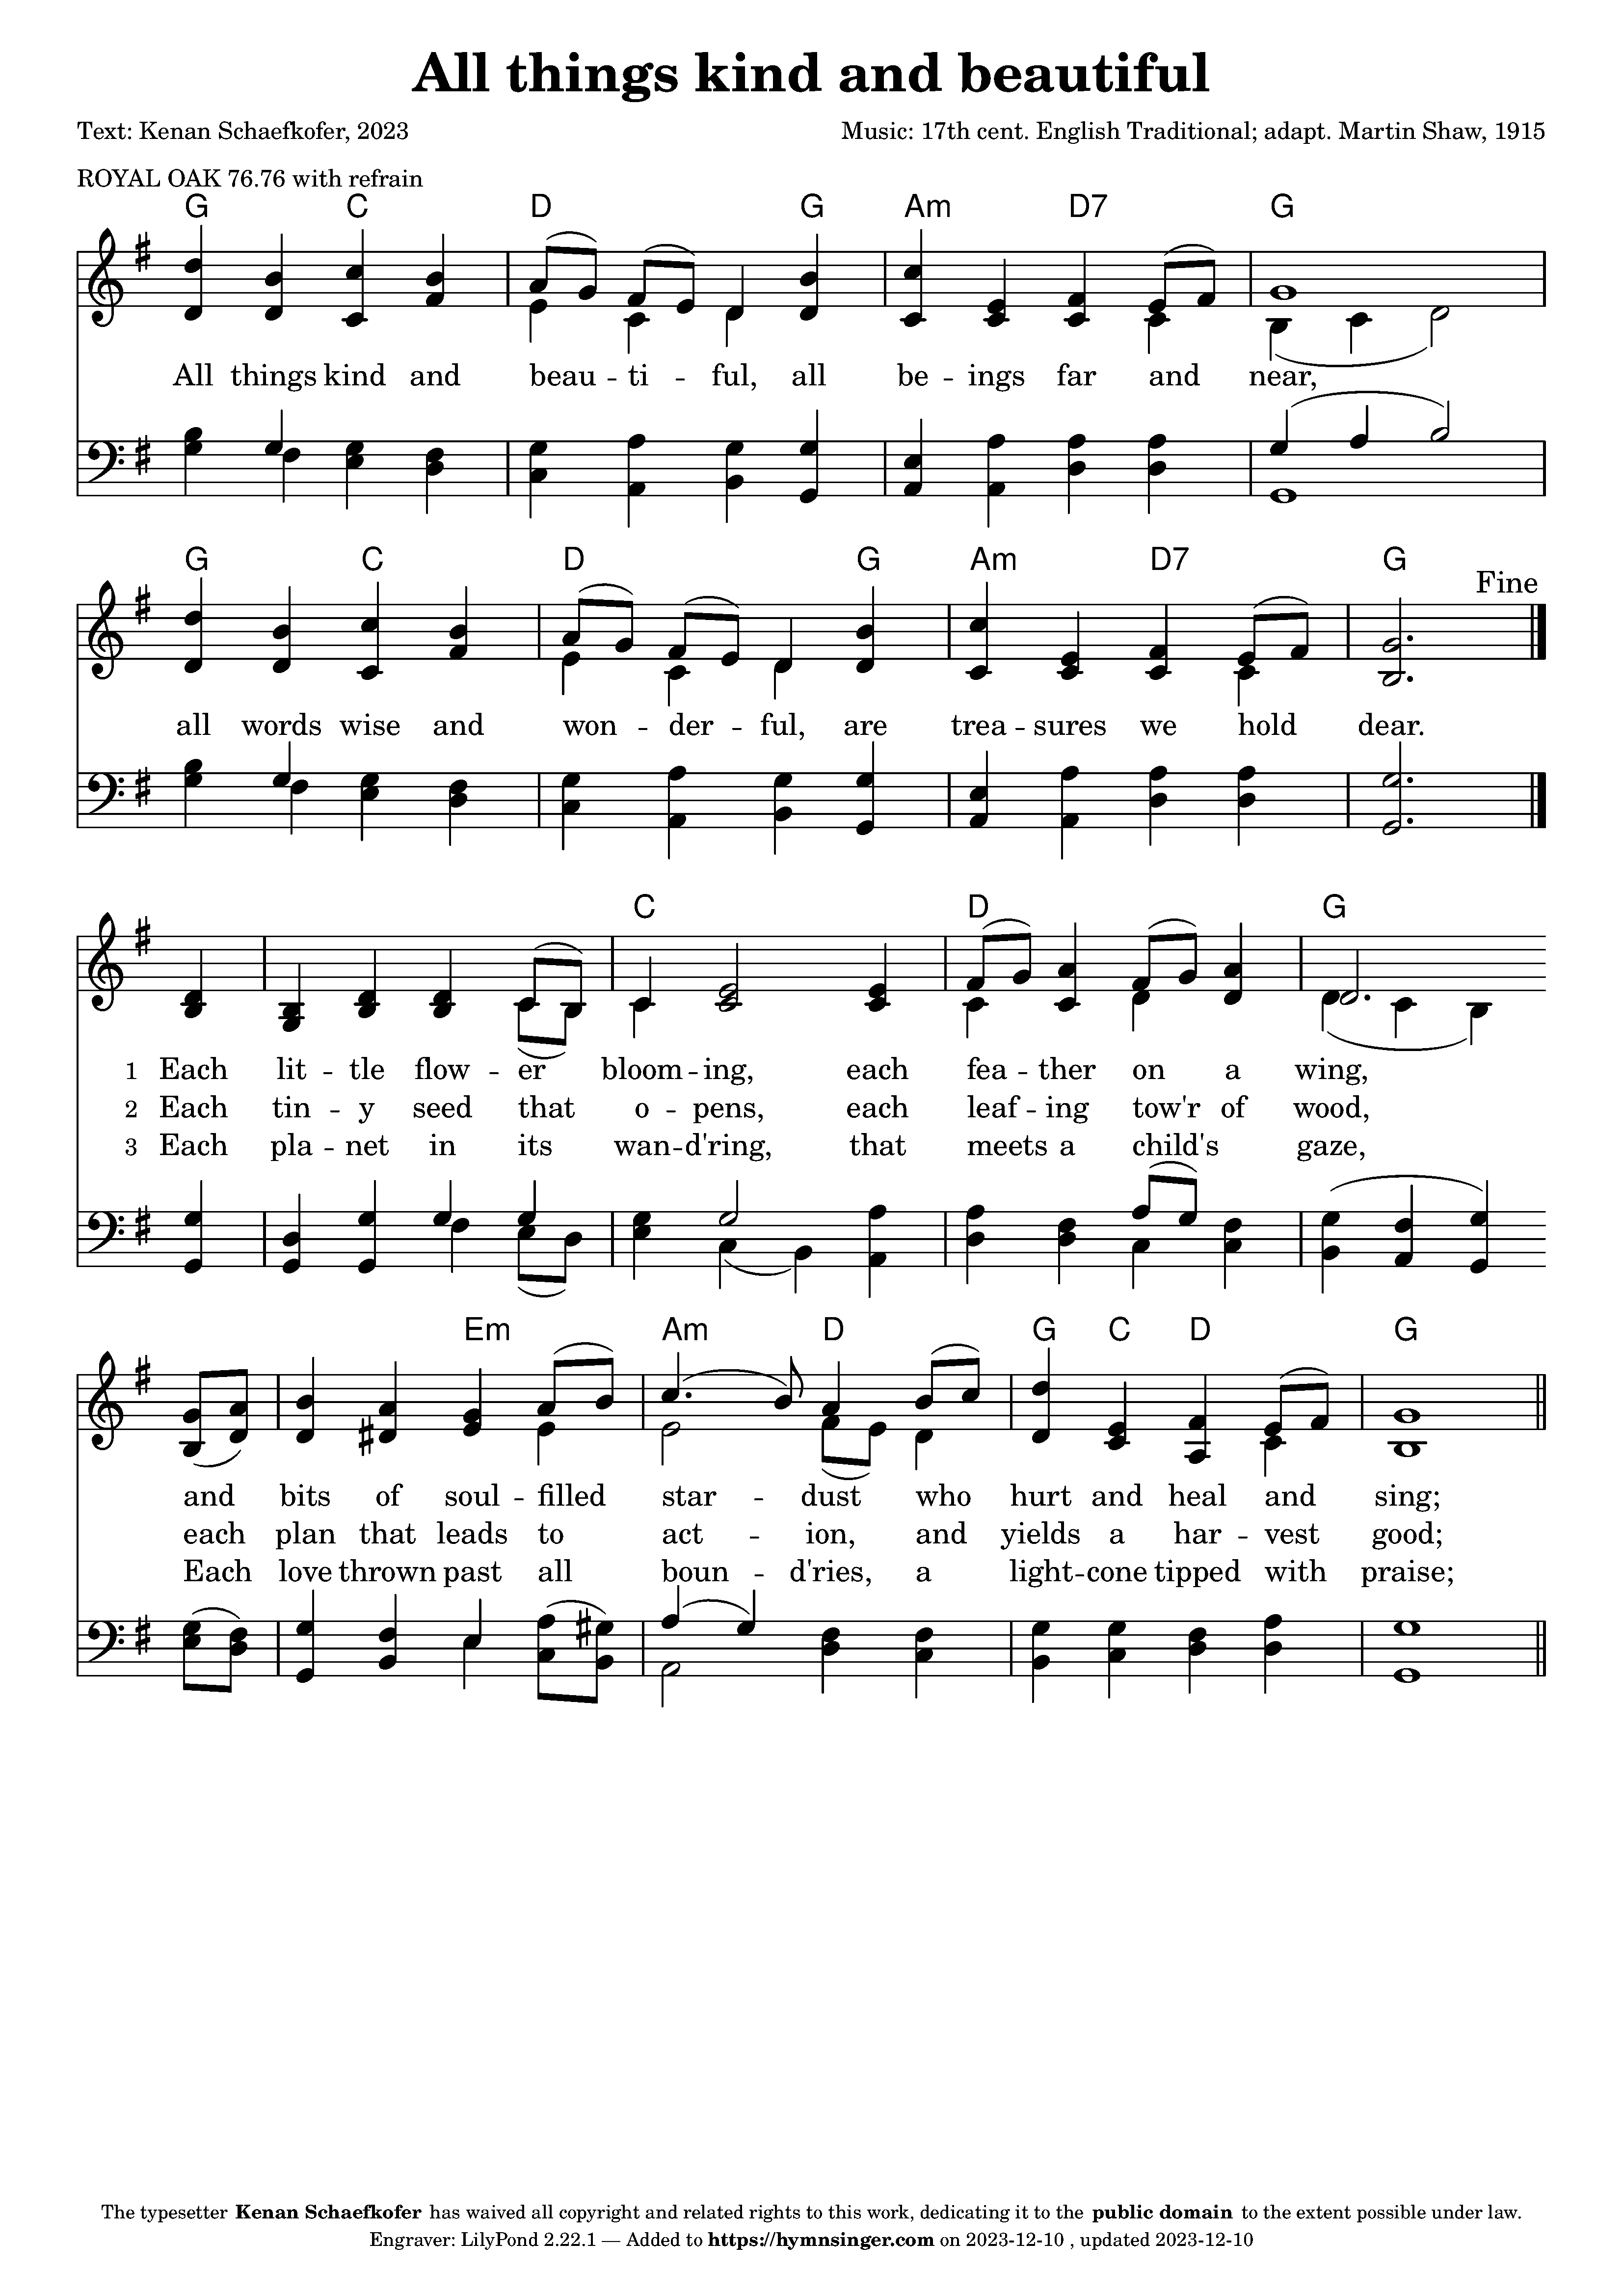 All things kind and beautiful
Text: Kenan Schaefkofer, 2023
Music: 17th cent. English Traditional; adapt. Martin Shaw, 1915
ROYAL OAK 76.76 with refrain
G C D G Am D7 G
All things kind and beau - ti - ful, all be - ings far and near,
G C D G Am D7 G
Fine
all words wise and won - der - ful, are trea - sures we hold dear.
C D G
1 Each lit - tle flow - er bloom - ing, each fea - ther on a wing,
2 Each tin - y seed that o - pens, each leaf - ing tow'r of wood,
3 Each pla - net in its wan - d'ring, that meets a child's gaze,
Em Am D G C D G
and bits of soul - filled star - dust who hurt and heal and sing;
each plan that leads to act - ion, and yields a har - vest good;
Each love thrown past all boun - d'ries, a light - cone tipped with praise;
The typesetter Kenan Schaefkofer has waived all copyright and related rights to this work, dedicating it to the public domain to the extent possible under law.
Engraver: LilyPond 2.22.1 — Added to https://hymnsinger.com on 2023-12-10 , updated 2023-12-10